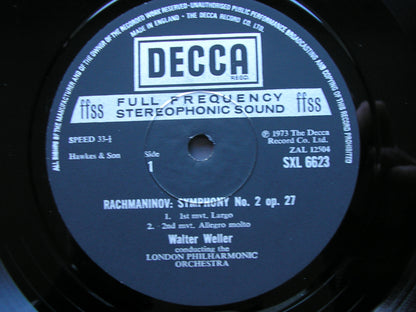 ALL RIGHTS OF THE MANUFACTURER AND OF THE OWNER OF THE RECORDED WORK RESERVED · UNAUTHORISED PUBLIC PERFORMANCE, BROADCASTING AND COPYING OF THIS RECORD PROHIBITED
MADE IN ENGLAND · THE DECCA RECORD CO. LTD.
DECCA
REGD.
ffss FULL FREQUENCY ffss
STEREOPHONIC SOUND
SPEED 33⅓
Ⓟ 1973 The Decca
Record Co. Ltd.
Hawkes & Son
Side
1
ZAL 12504
SXL 6623
RACHMANINOV: SYMPHONY No. 2 op. 27
1. 1st mvt. Largo
2. 2nd mvt. Allegro molto
Walter Weller
conducting the
LONDON PHILHARMONIC
ORCHESTRA